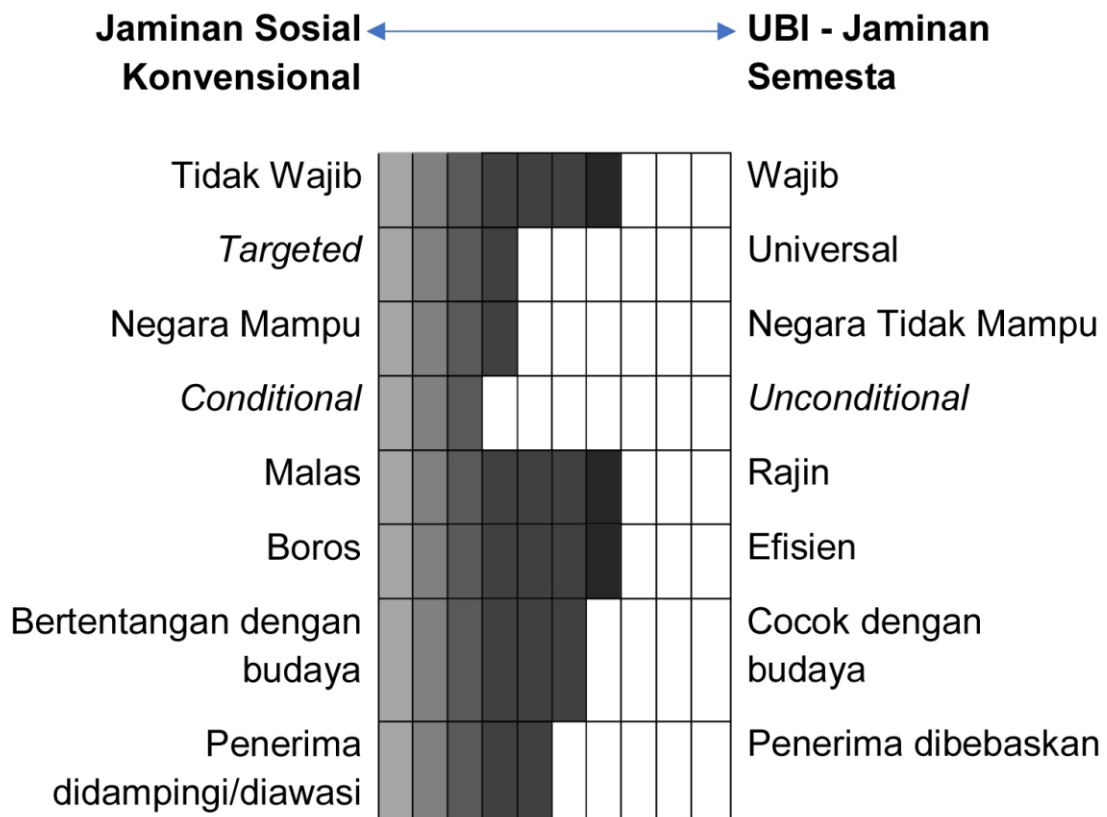 Jaminan Sosial
Konvensional
UBI - Jaminan
Semesta
Tidak Wajib
Wajib
Targeted
Universal
Negara Mampu
Negara Tidak Mampu
Conditional
Unconditional
Malas
Rajin
Boros
Efisien
Bertentangan dengan
budaya
Cocok dengan
budaya
Penerima
didampingi/diawasi
Penerima dibebaskan